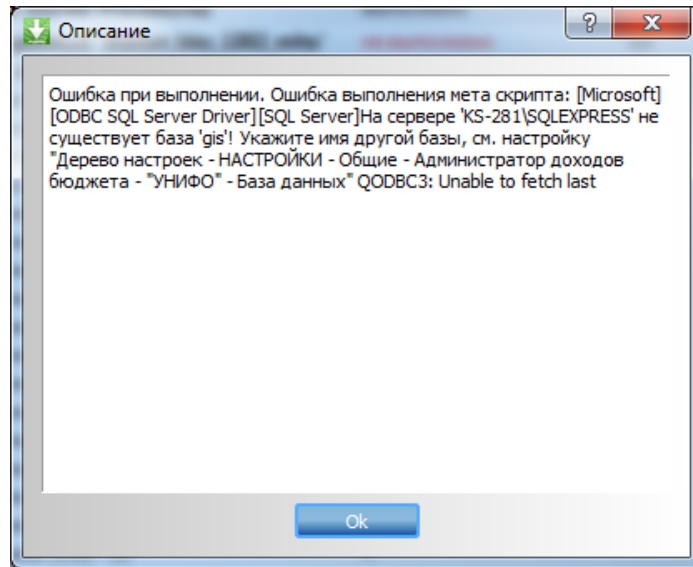 Описание
Ошибка при выполнении. Ошибка выполнения мета скрипта: [Microsoft]
[ODBC SQL Server Driver][SQL Server]На сервере 'KS-281\SQLEXPRESS' не
существует база 'gis'! Укажите имя другой базы, см. настройку
"Дерево настроек - НАСТРОЙКИ - Общие - Администратор доходов
бюджета - "УНИФО" - База данных" QODBC3: Unable to fetch last
Ok